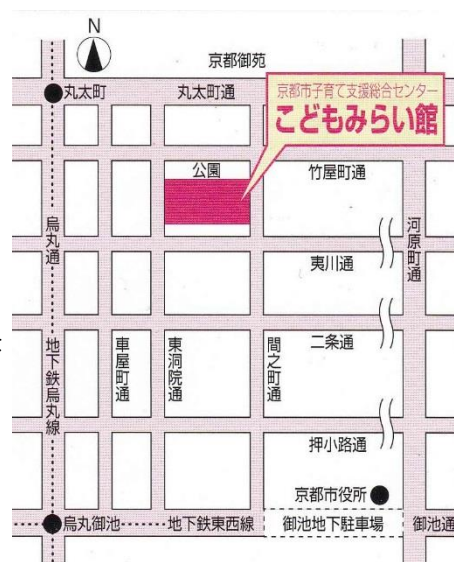 N
京都御苑
丸太町
丸太町通
京都市子育て支援総合センター
こどもみらい館
公園
竹屋町通
烏丸通
河原町通
夷川通
地下鉄烏丸線
車屋町通
東洞院通
間之町通
二条通
押小路通
京都市役所
烏丸御池
地下鉄東西線
御池地下駐車場
御池通